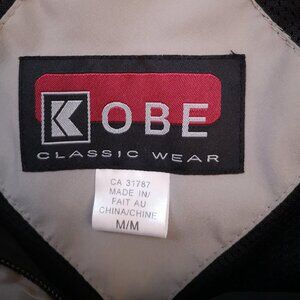 KOBE
CLASSIC WEAR
CA 31787
MADE IN/
FAIT AU
CHINA/CHINE
M/M